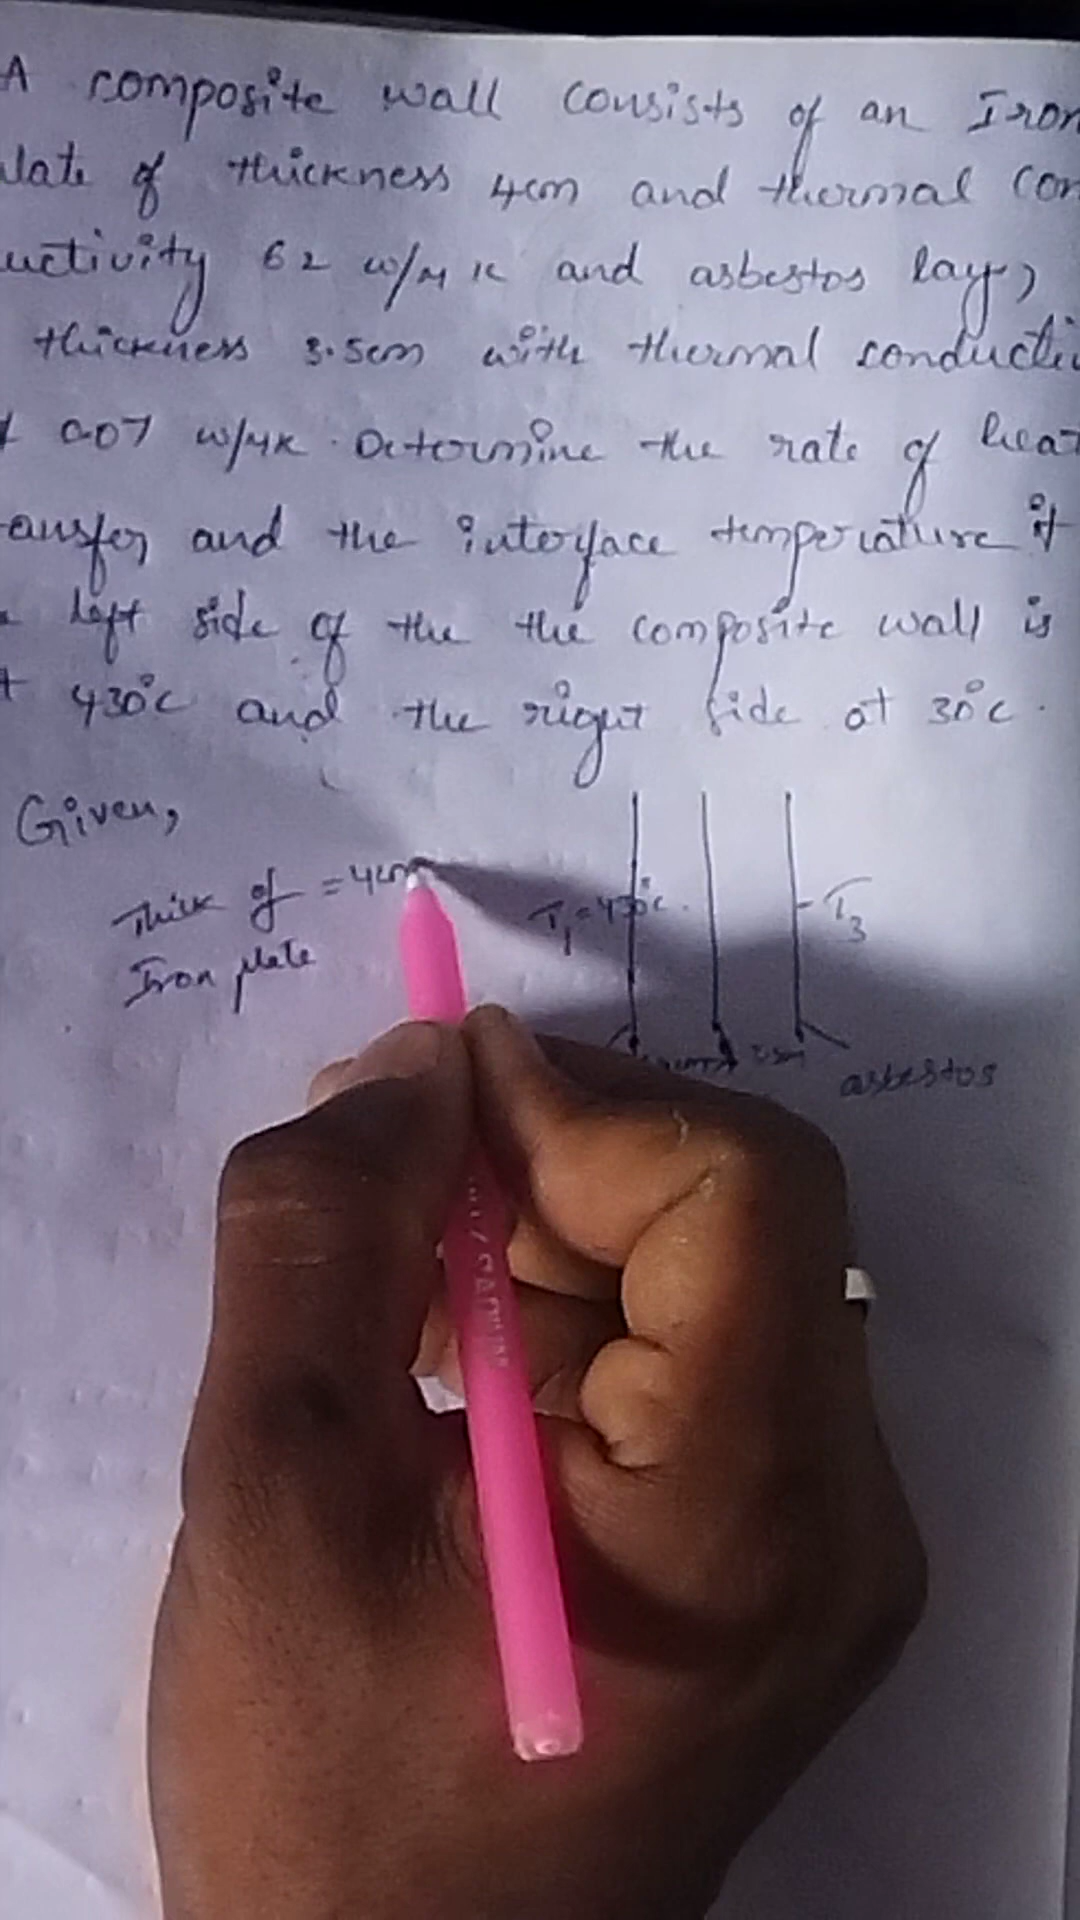 A composite wall consists of an Iron
late of thickness 4cm and thermal con
uctivity 62 w/mk and asbestos layer
thickness 3.5cm with thermal conducti
0.07 w/mk. Determine the rate of hea
ansfer and the interface temperature if
left side of the the composite wall is
t 430°c and the right side at 30°c.
Given,
Thick of = 4cm
Iron plate
T1 = 430°c.
T3
asbestos